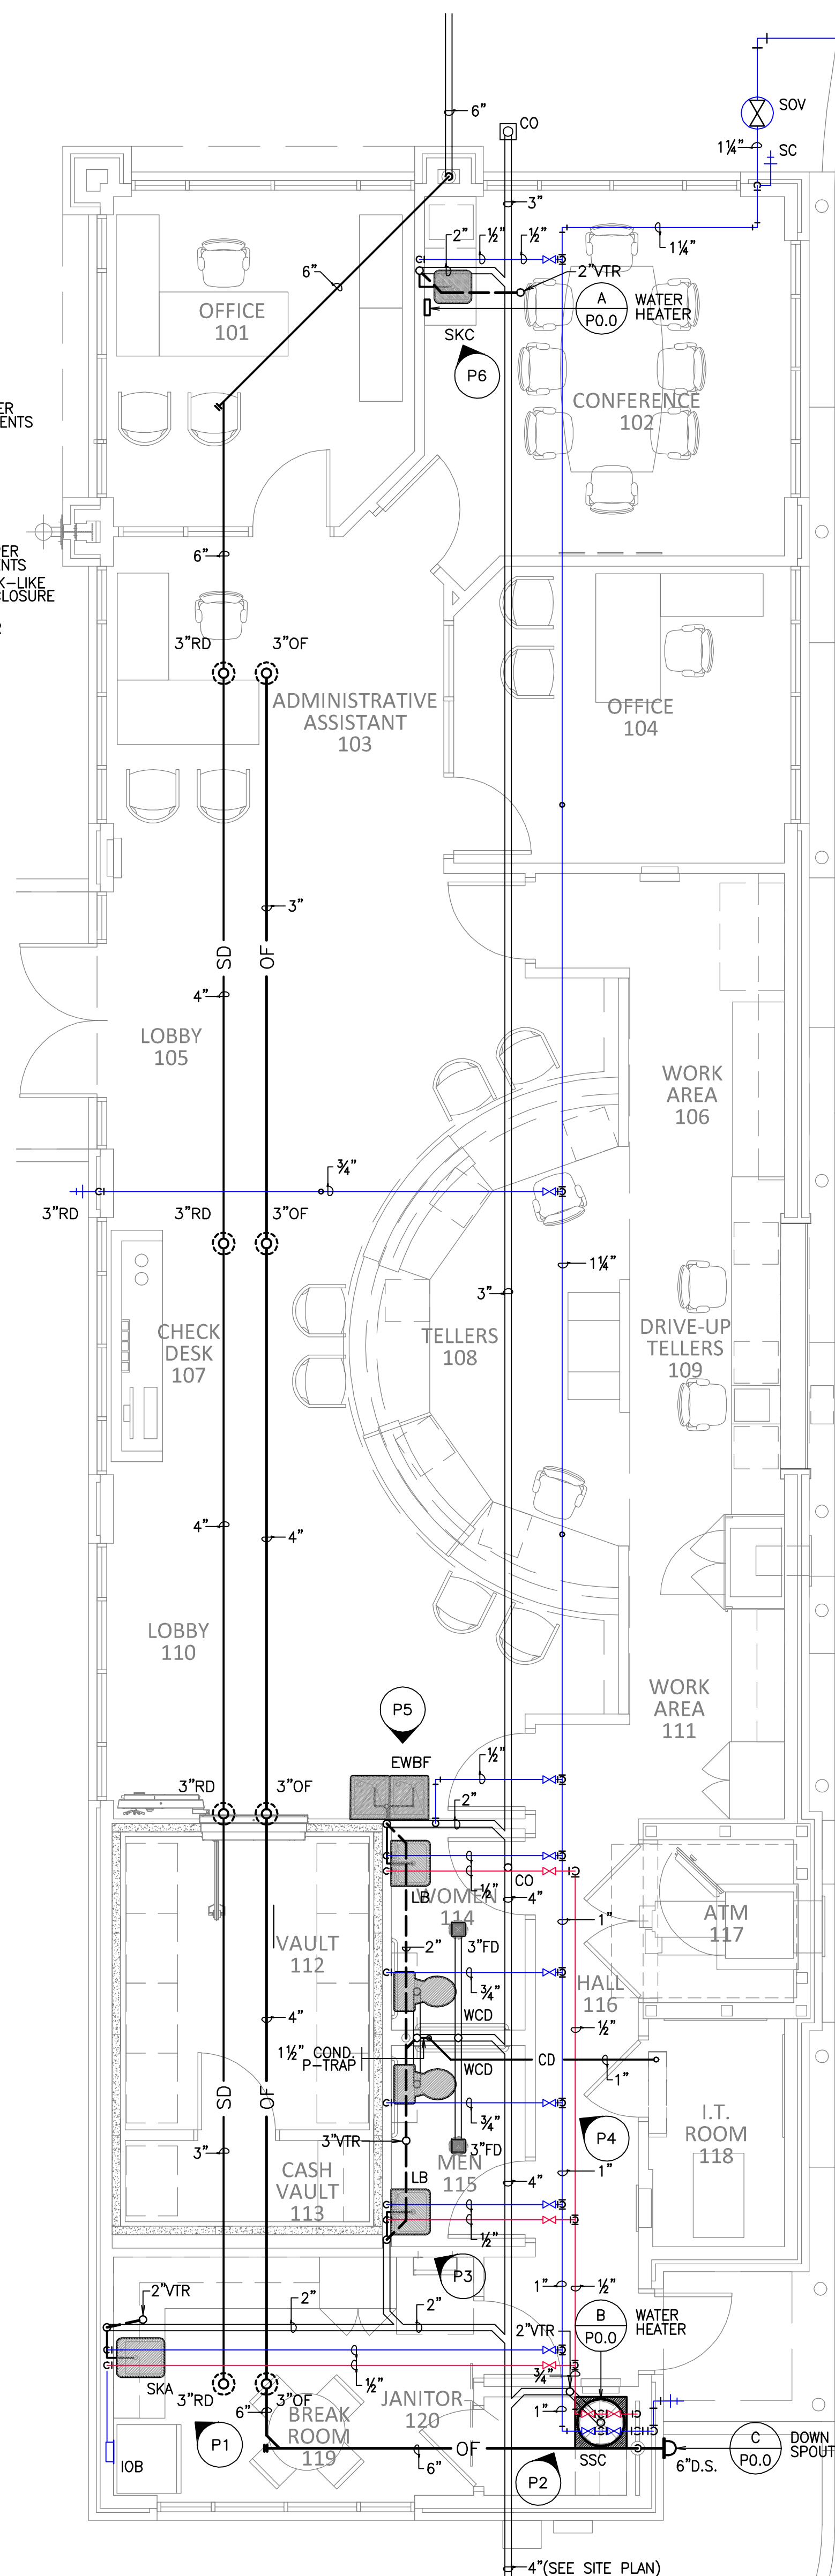 6"
CO
SOV
1¼"
SC
3"
1¼"
2"
½"
½"
6"
2"VTR
OFFICE
101
A
P0.0
WATER
HEATER
SKC
P6
CONFERENCE
102
ER
ENTS
6"
PER
NTS
K-LIKE
CLOSURE
R
3"RD
3"OF
ADMINISTRATIVE
ASSISTANT
103
OFFICE
104
3"
SD
OF
4"
LOBBY
105
WORK
AREA
106
¾"
3"RD
3"RD
3"OF
1¼"
3"
CHECK
DESK
107
TELLERS
108
DRIVE-UP
TELLERS
109
4"
4"
LOBBY
110
WORK
AREA
111
P5
EWBF
½"
3"RD
3"OF
2"
CO
½"
LB
WOMEN
114
4"
ATM
117
1"
VAULT
112
2"
3"FD
HALL
116
¾"
WCD
4"
½"
1½" COND.
P-TRAP
CD
WCD
1"
SD
OF
I.T.
ROOM
118
¾"
P4
3"
3"VTR
3"FD
MEN
115
CASH
VAULT
113
LB
1"
4"
½"
P3
1"
½"
2"VTR
2"
2"
B
P0.0
WATER
HEATER
2"VTR
¾"
½"
SKA
3"RD
3"OF
JANITOR
120
1"
6"
BREAK
ROOM
119
P1
OF
C
P0.0
DOWN
SPOUT
IOB
6"
P2
SSC
6"D.S.
4"(SEE SITE PLAN)